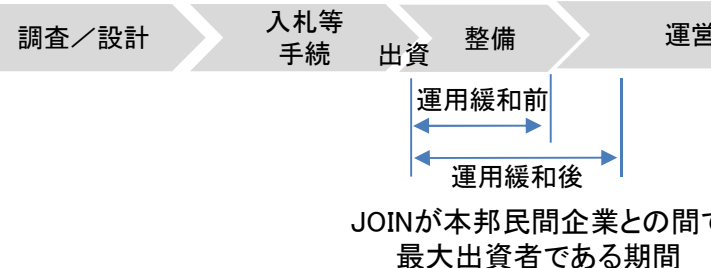 調査／設計
入札等
手続
出資
整備
運営
運用緩和前
運用緩和後
JOINが本邦民間企業との間で
最大出資者である期間